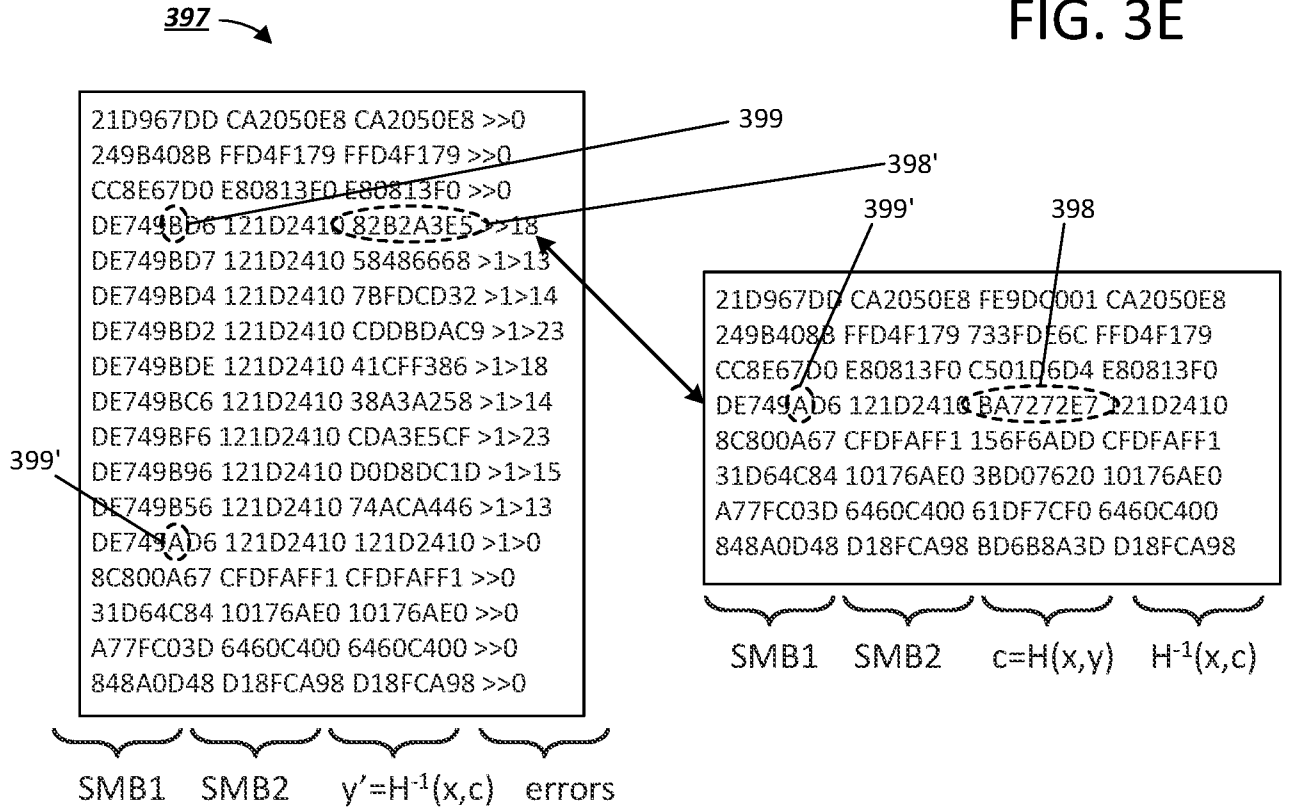 397
FIG. 3E
21D967DD CA2050E8 CA2050E8 >>0
249B408B FFD4F179 FFD4F179 >>0
CC8E67D0 E80813F0 E80813F0 >>0
DE749BD6 121D2410 82B2A3E5 >>18
DE749BD7 121D2410 58486668 >1>13
DE749BD4 121D2410 7BFDCD32 >1>14
DE749BD2 121D2410 CDDBDAC9 >1>23
DE749BDE 121D2410 41CFF386 >1>18
DE749BC6 121D2410 38A3A258 >1>14
DE749BF6 121D2410 CDA3E5CF >1>23
DE749B96 121D2410 D0D8DC1D >1>15
DE749B56 121D2410 74ACA446 >1>13
DE749AD6 121D2410 121D2410 >1>0
8C800A67 CFDFAFF1 CFDFAFF1 >>0
31D64C84 10176AE0 10176AE0 >>0
A77FC03D 6460C400 6460C400 >>0
848A0D48 D18FCA98 D18FCA98 >>0
SMB1 SMB2 y'=H-1(x,c) errors
399'
399
398'
399'
398
21D967DD CA2050E8 FE9DC001 CA2050E8
249B408B FFD4F179 733FDE6C FFD4F179
CC8E67D0 E80813F0 C501D6D4 E80813F0
DE749AD6 121D2410 BA7272E7 121D2410
8C800A67 CFDFAFF1 156F6ADD CFDFAFF1
31D64C84 10176AE0 3BD07620 10176AE0
A77FC03D 6460C400 61DF7CF0 6460C400
848A0D48 D18FCA98 BD6B8A3D D18FCA98
SMB1 SMB2 c=H(x,y) H-1(x,c)